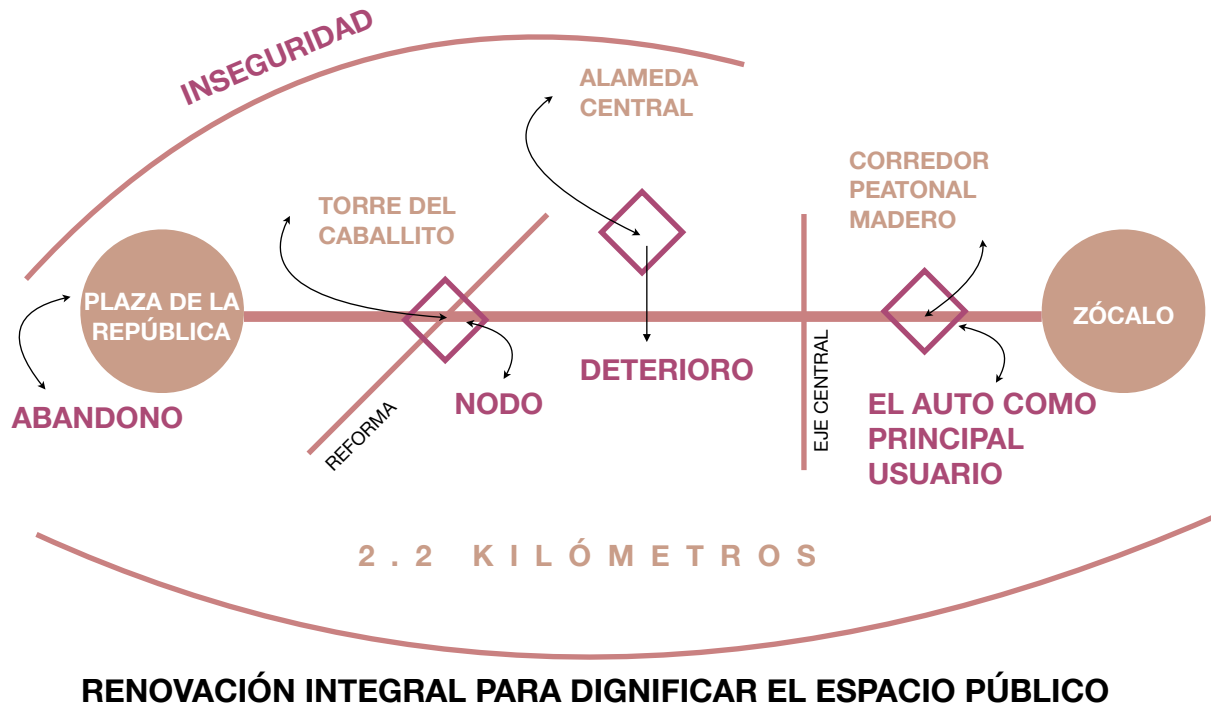 INSEGURIDAD
ALAMEDA
CENTRAL
CORREDOR
PEATONAL
MADERO
TORRE DEL
CABALLITO
PLAZA DE LA
REPÚBLICA
ZÓCALO
ABANDONO
REFORMA
NODO
DETERIORO
EJE CENTRAL
EL AUTO COMO
PRINCIPAL
USUARIO
2.2 KILÓMETROS
RENOVACIÓN INTEGRAL PARA DIGNIFICAR EL ESPACIO PÚBLICO